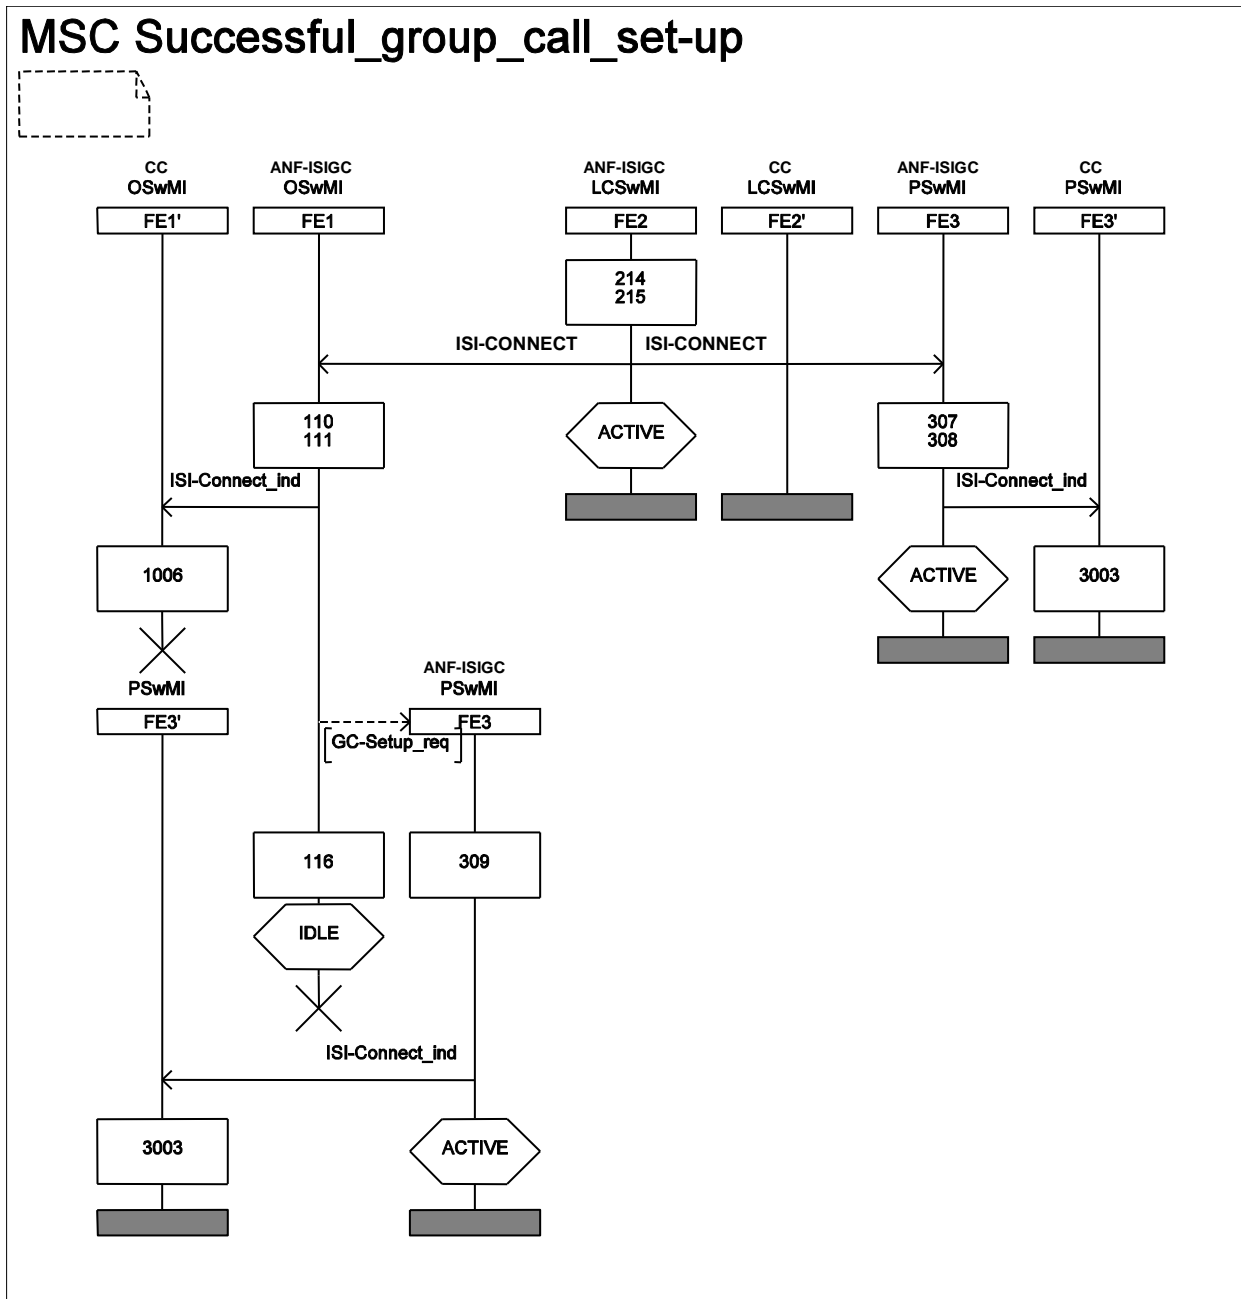 MSC Successful_group_call_set-up
CC
OSwMI
FE1'
ANF-ISIGC
OSwMI
FE1
ANF-ISIGC
LCSwMI
FE2
CC
LCSwMI
FE2'
ANF-ISIGC
PSwMI
FE3
CC
PSwMI
FE3'
214
215
ISI-CONNECT
ISI-CONNECT
110
111
ACTIVE
307
308
ISI-Connect_ind
ISI-Connect_ind
1006
ACTIVE
3003
PSwMI
FE3'
ANF-ISIGC
PSwMI
FE3
GC-Setup_req
116
309
IDLE
ISI-Connect_ind
3003
ACTIVE